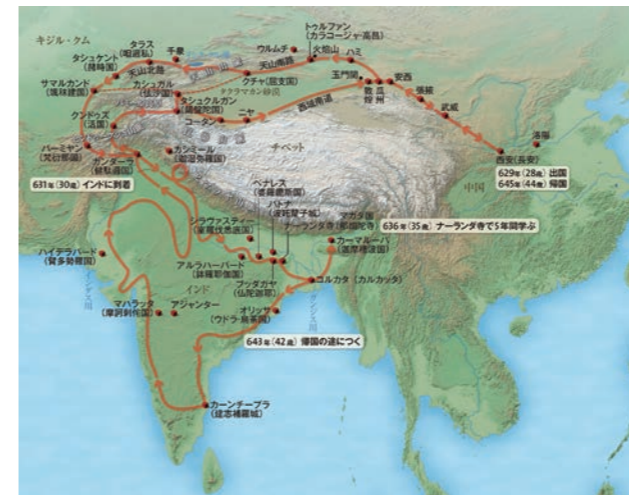 キジル・クム
タラス
(呾邏私)
千泉
タシュケント
(赭時国)
天山北路
サマルカンド
(颯秣建国)
カシュガル
(佉沙国)
クンドゥズ
(活国)
タシュクルガン
(朅盤陀国)
バーミヤン
(梵衍那国)
ガンダーラ
(健駄邏国)
カシミール
(迦湿弥羅国)
コータン
ニヤ
西域南道
タクラマカン砂漠
クチャ(屈支国)
天山南路
ウルムチ
トゥルファン
(カラコージャ・高昌)
火焔山
ハミ
玉門関
安西
敦煌
瓜州
張掖
武威
洛陽
西安(長安)
中国
629年(28歳)出国
645年(44歳)帰国
チベット
631年(30歳)インドに到着
ベナレス
(婆羅痆斯国)
パトナ
(波吒釐子城)
マガダ国
ナーランダ寺(那爛陀寺)
636年(35歳)ナーランダ寺で5年間学ぶ
シラヴァスティー
(室羅伐悉底国)
カーマルーパ
(迦摩縷波国)
ハイデラバード
(賛多勢羅国)
アルラハーバード
(鉢羅耶伽国)
ブッダガヤ
(仏陀迦耶)
コルカタ(カルカッタ)
インダス川
ガンジス川
インド
オリッサ
(ウドラ・烏荼国)
マハラッタ
(摩訶剌侘国)
アジャンター
643年(42歳)帰国の途につく
カーンチープラ
(建志補羅城)